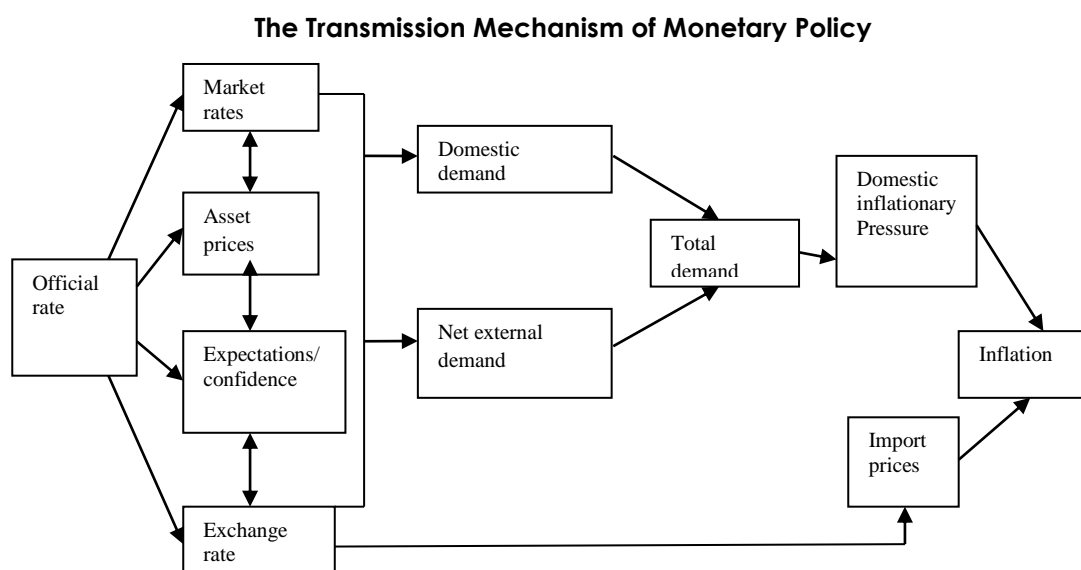 The Transmission Mechanism of Monetary Policy
Market
rates
Asset
prices
Official
rate
Expectations/
confidence
Exchange
rate
Domestic
demand
Net external
demand
Total
demand
Domestic
inflationary
Pressure
Inflation
Import
prices